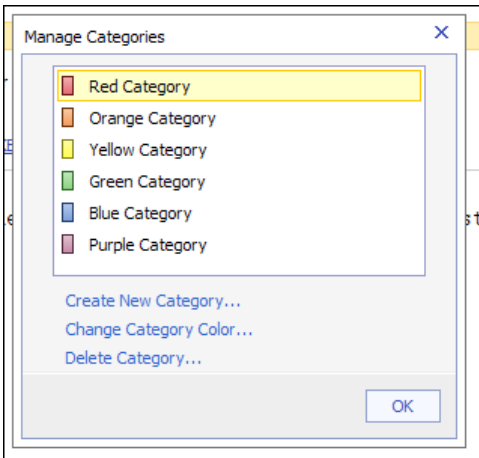 Manage Categories
Red Category
Orange Category
Yellow Category
Green Category
Blue Category
Purple Category
Create New Category...
Change Category Color...
Delete Category...
OK